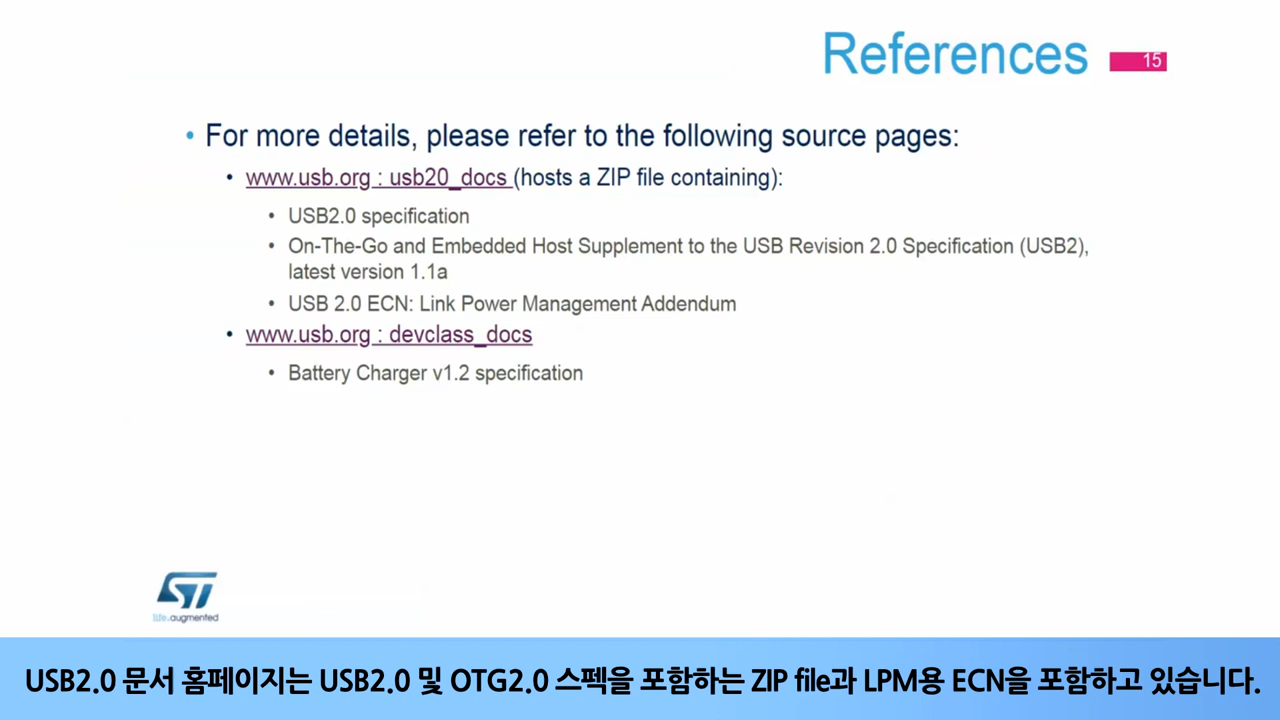 References
15
• For more details, please refer to the following source pages:
• www.usb.org : usb20_docs (hosts a ZIP file containing):
• USB2.0 specification
• On-The-Go and Embedded Host Supplement to the USB Revision 2.0 Specification (USB2),
latest version 1.1a
• USB 2.0 ECN: Link Power Management Addendum
• www.usb.org : devclass_docs
• Battery Charger v1.2 specification
ST
life.augmented
USB2.0 문서 홈페이지는 USB2.0 및 OTG2.0 스펙을 포함하는 ZIP file과 LPM용 ECN을 포함하고 있습니다.